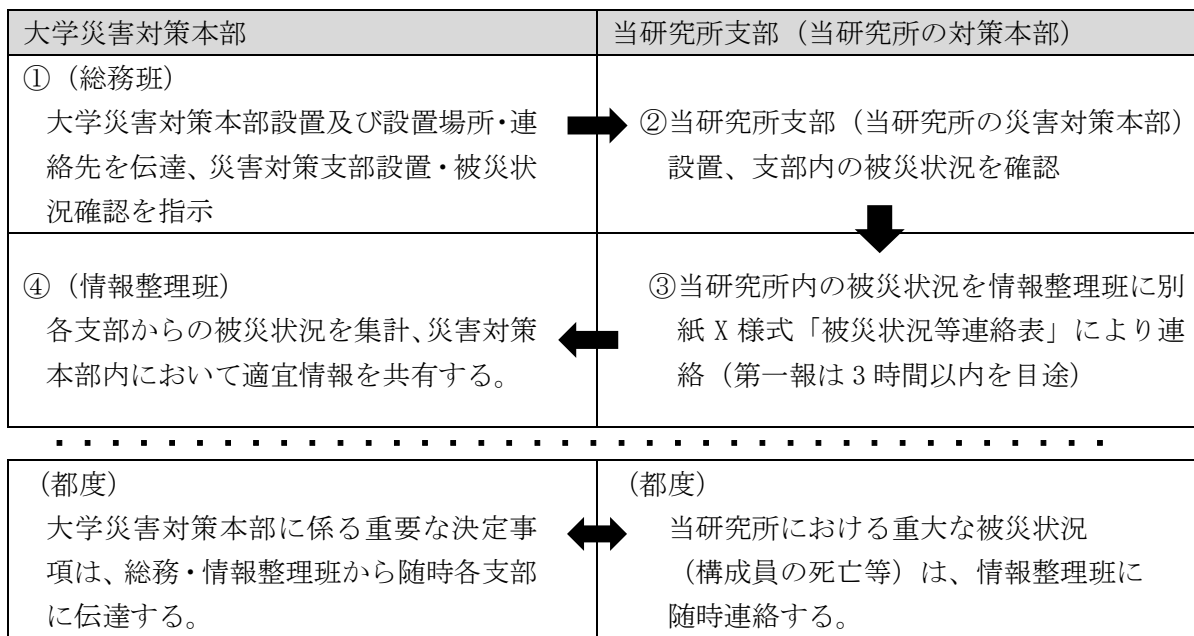 大学災害対策本部
当研究所支部（当研究所の対策本部）
①（総務班）
大学災害対策本部設置及び設置場所・連
絡先を伝達、災害対策支部設置・被災状
況確認を指示
②当研究所支部（当研究所の災害対策本部）
設置、支部内の被災状況を確認
③当研究所内の被災状況を情報整理班に別
紙 X 様式「被災状況等連絡表」により連
絡（第一報は 3 時間以内を目途）
④（情報整理班）
各支部からの被災状況を集計、災害対策
本部内において適宜情報を共有する。
（都度）
大学災害対策本部に係る重要な決定事
項は、総務・情報整理班から随時各支部
に伝達する。
（都度）
当研究所における重大な被災状況
（構成員の死亡等）は、情報整理班に
随時連絡する。